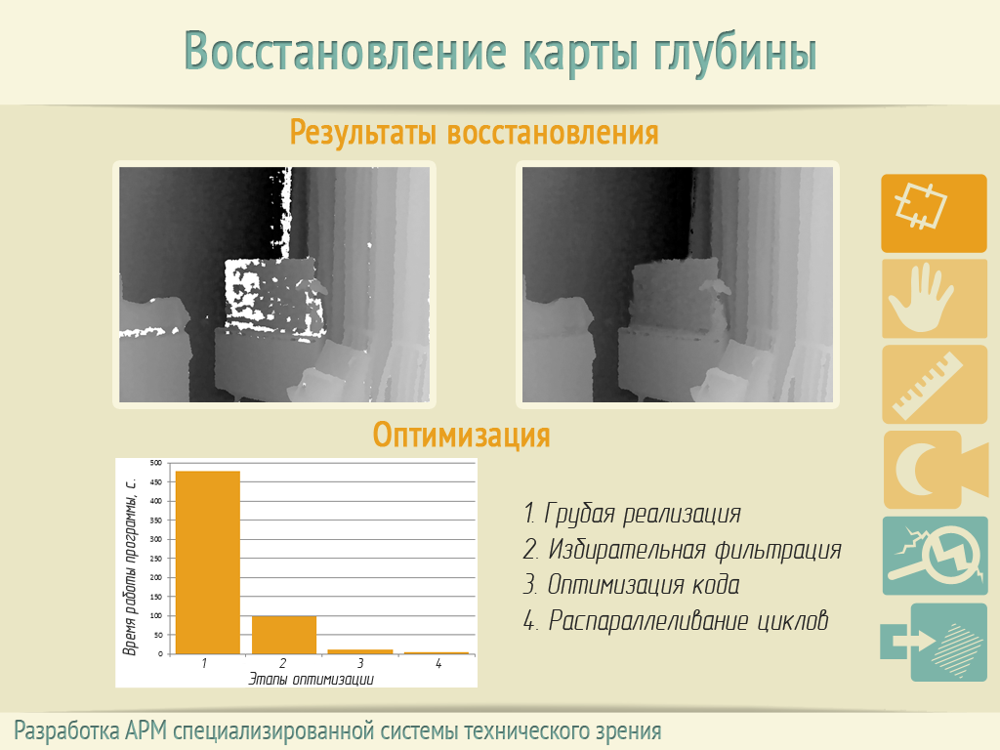 Восстановление карты глубины
Результаты восстановления
Оптимизация
Время работы программы, с.
500
450
400
350
300
250
200
150
100
50
0
1 2 3 4
Этапы оптимизации
1. Грубая реализация
2. Избирательная фильтрация
3. Оптимизация кода
4. Распараллеливание циклов
Разработка АРМ специализированной системы технического зрения